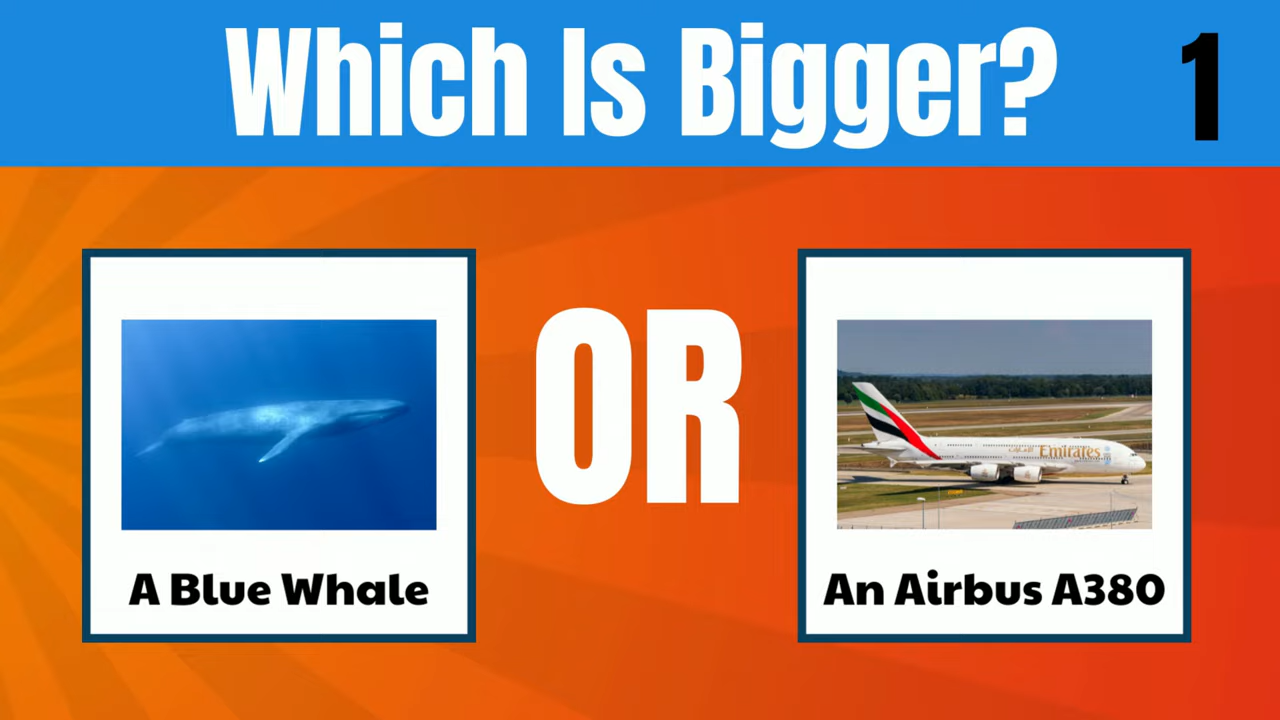 Which Is Bigger?
1
OR
Emirates
A Blue Whale
An Airbus A380